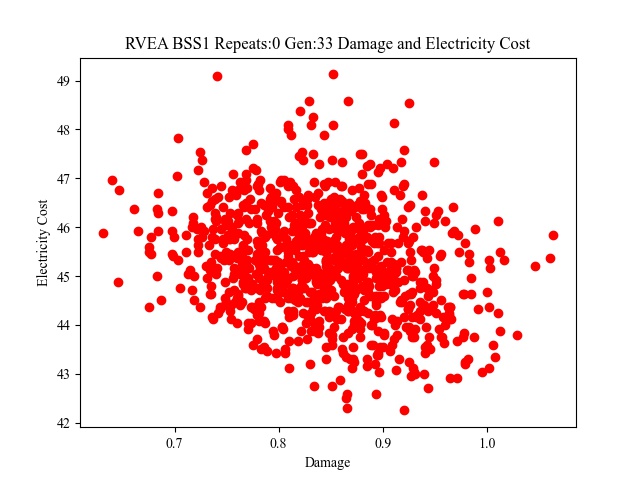 RVEA BSS1 Repeats:0 Gen:33 Damage and Electricity Cost
49
48
47
46
45
44
43
42
Electricity Cost
0.7 0.8 0.9 1.0
Damage